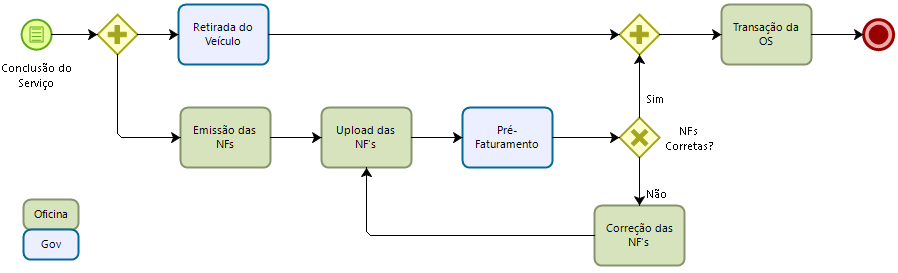 Conclusão do
Serviço
Retirada do
Veículo
Transação da
OS
Emissão das
NFs
Upload das
NF's
Pré-
Faturamento
Sim
NFs
Corretas?
Não
Correção das
NF's
Oficina
Gov